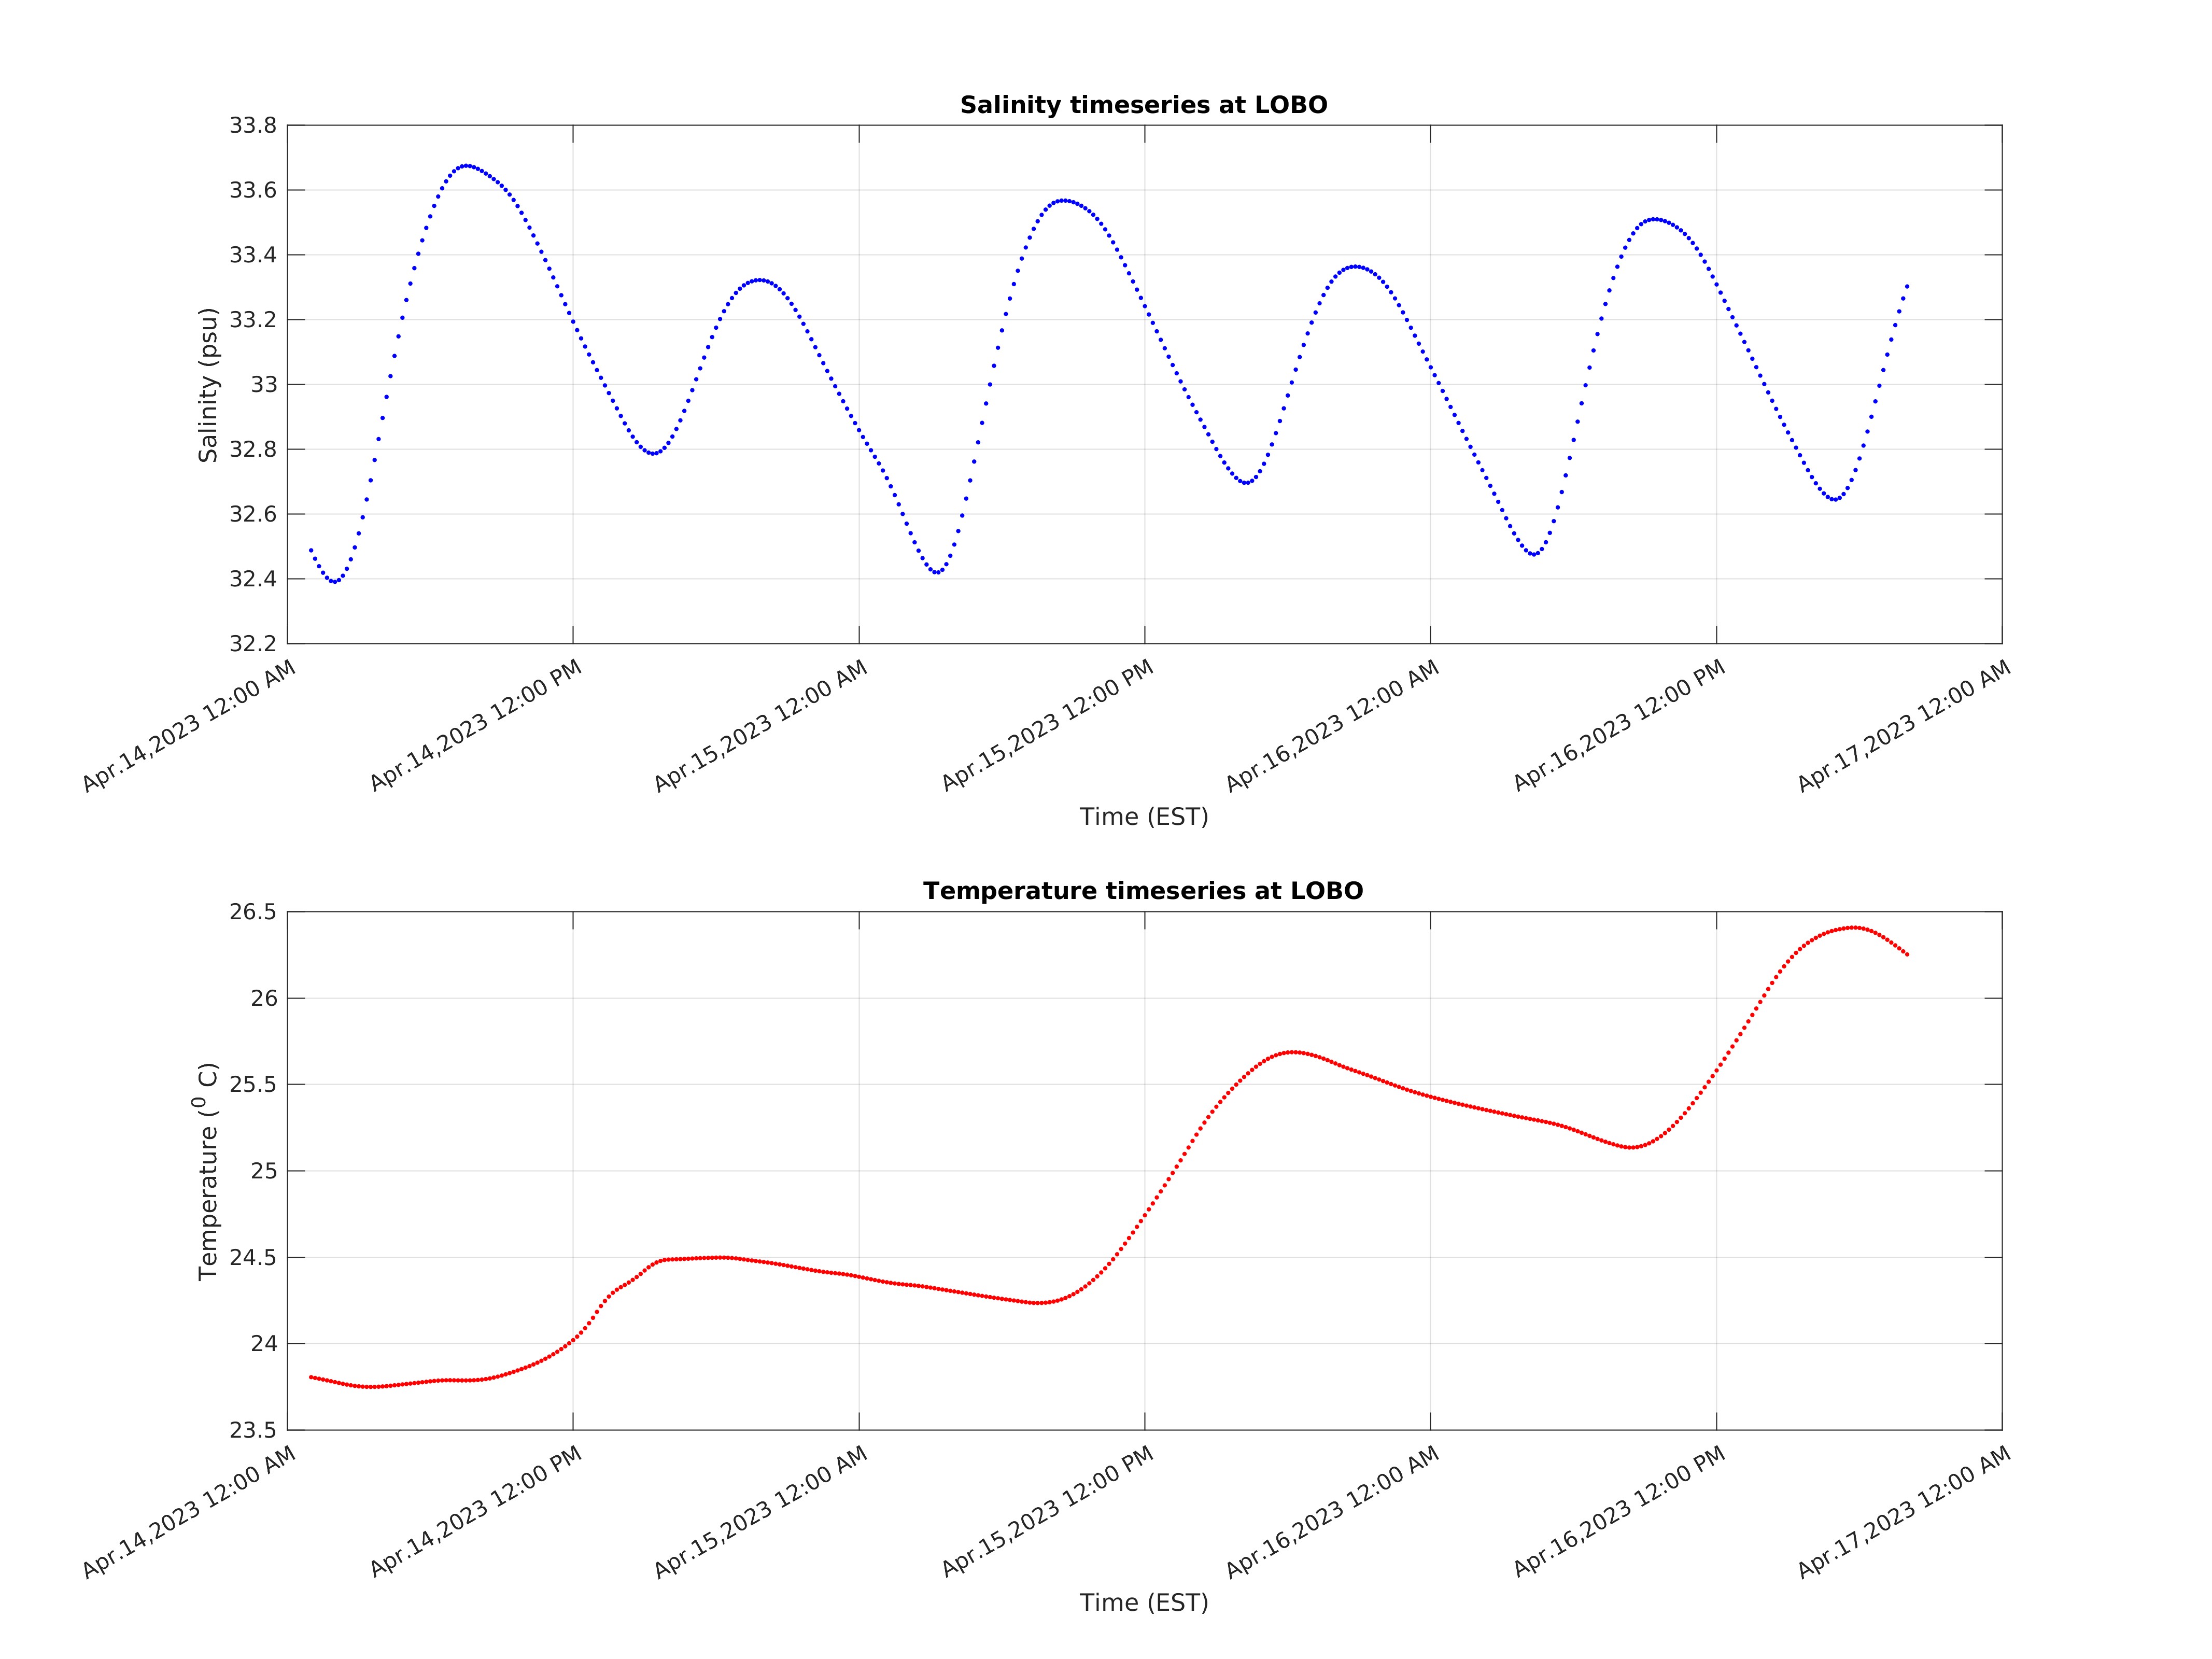 Salinity timeseries at LOBO
33.8
33.6
33.4
33.2
33
32.8
32.6
32.4
32.2
Salinity (psu)
Apr.14,2023 12:00 AM
Apr.14,2023 12:00 PM
Apr.15,2023 12:00 AM
Apr.15,2023 12:00 PM
Apr.16,2023 12:00 AM
Apr.16,2023 12:00 PM
Apr.17,2023 12:00 AM
Time (EST)
Temperature timeseries at LOBO
26.5
26
25.5
25
24.5
24
23.5
Temperature (⁰ C)
Apr.14,2023 12:00 AM
Apr.14,2023 12:00 PM
Apr.15,2023 12:00 AM
Apr.15,2023 12:00 PM
Apr.16,2023 12:00 AM
Apr.16,2023 12:00 PM
Apr.17,2023 12:00 AM
Time (EST)